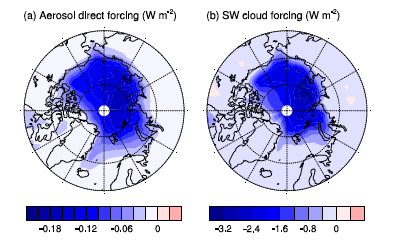 (a) Aerosol direct forcing (W m⁻²)
(b) SW cloud forcing (W m⁻²)
-0.18 -0.12 -0.06 0
-3.2 -2.4 -1.6 -0.8 0